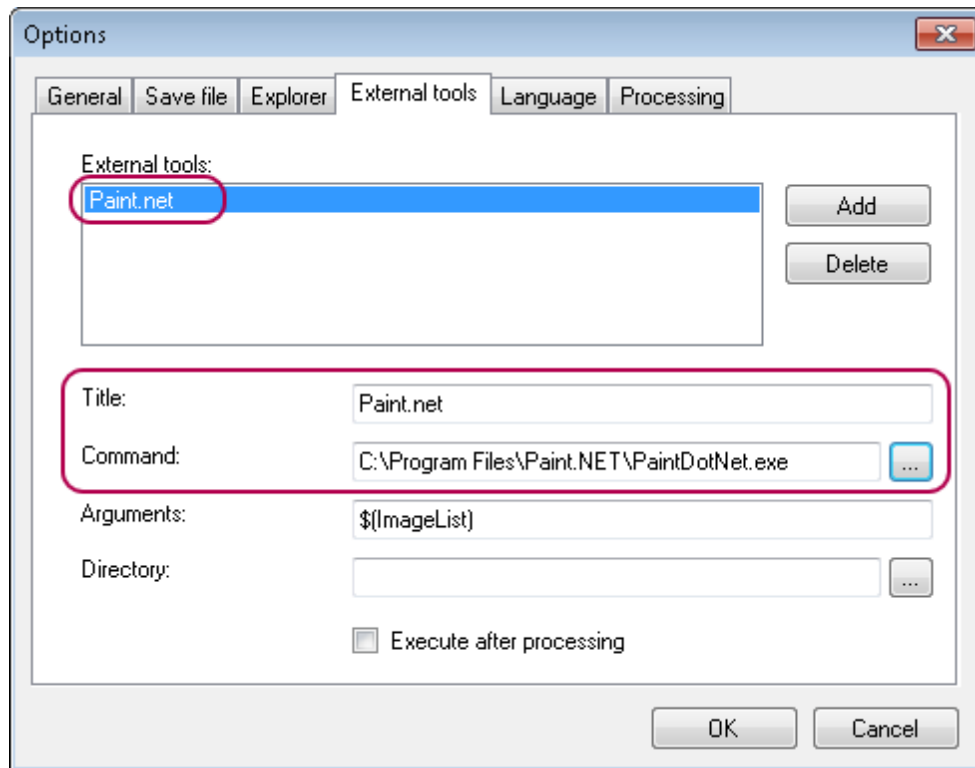 Options
General Save file Explorer External tools Language Processing
External tools:
Paint.net
Add
Delete
Title: Paint.net
Command: C:\Program Files\Paint.NET\PaintDotNet.exe ...
Arguments: $(ImageList)
Directory: ...
Execute after processing
OK Cancel